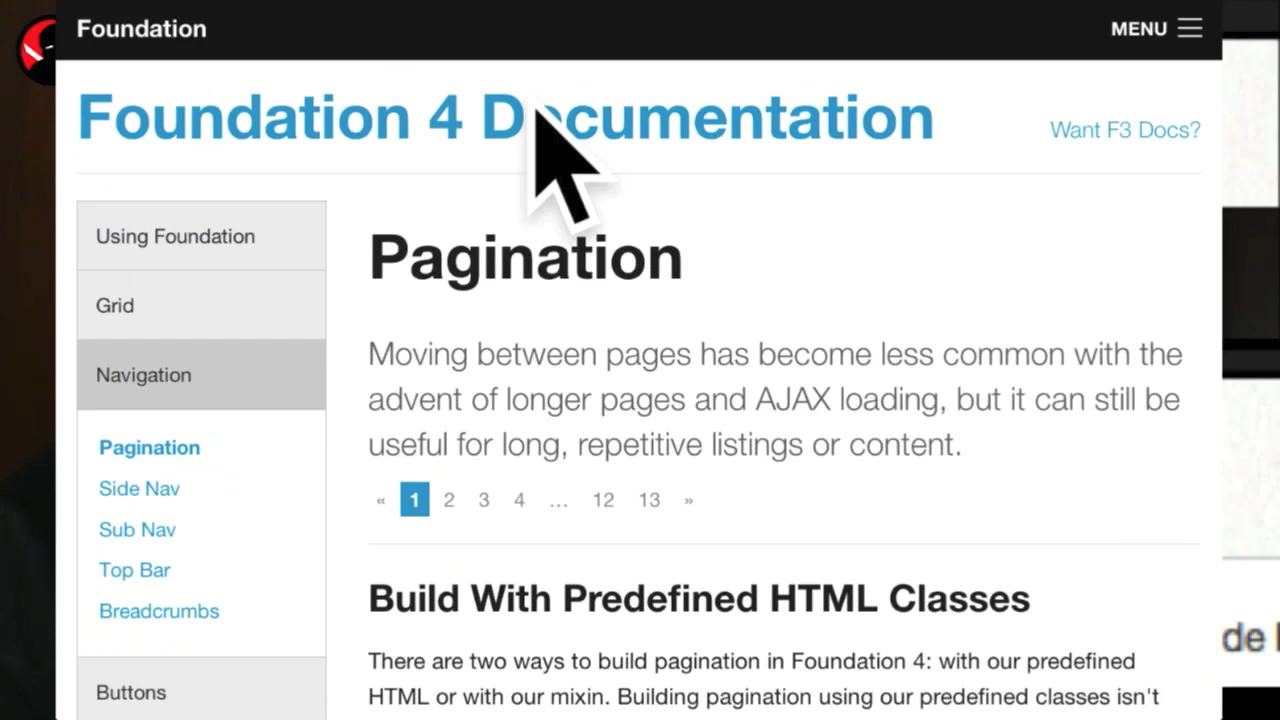 Foundation
MENU
Foundation 4 Documentation
Want F3 Docs?
Using Foundation
Grid
Navigation
Pagination
Side Nav
Sub Nav
Top Bar
Breadcrumbs
Buttons
Pagination
Moving between pages has become less common with the
advent of longer pages and AJAX loading, but it can still be
useful for long, repetitive listings or content.
« 1 2 3 4 ... 12 13 »
Build With Predefined HTML Classes
There are two ways to build pagination in Foundation 4: with our predefined
HTML or with our mixin. Building pagination using our predefined classes isn't
de